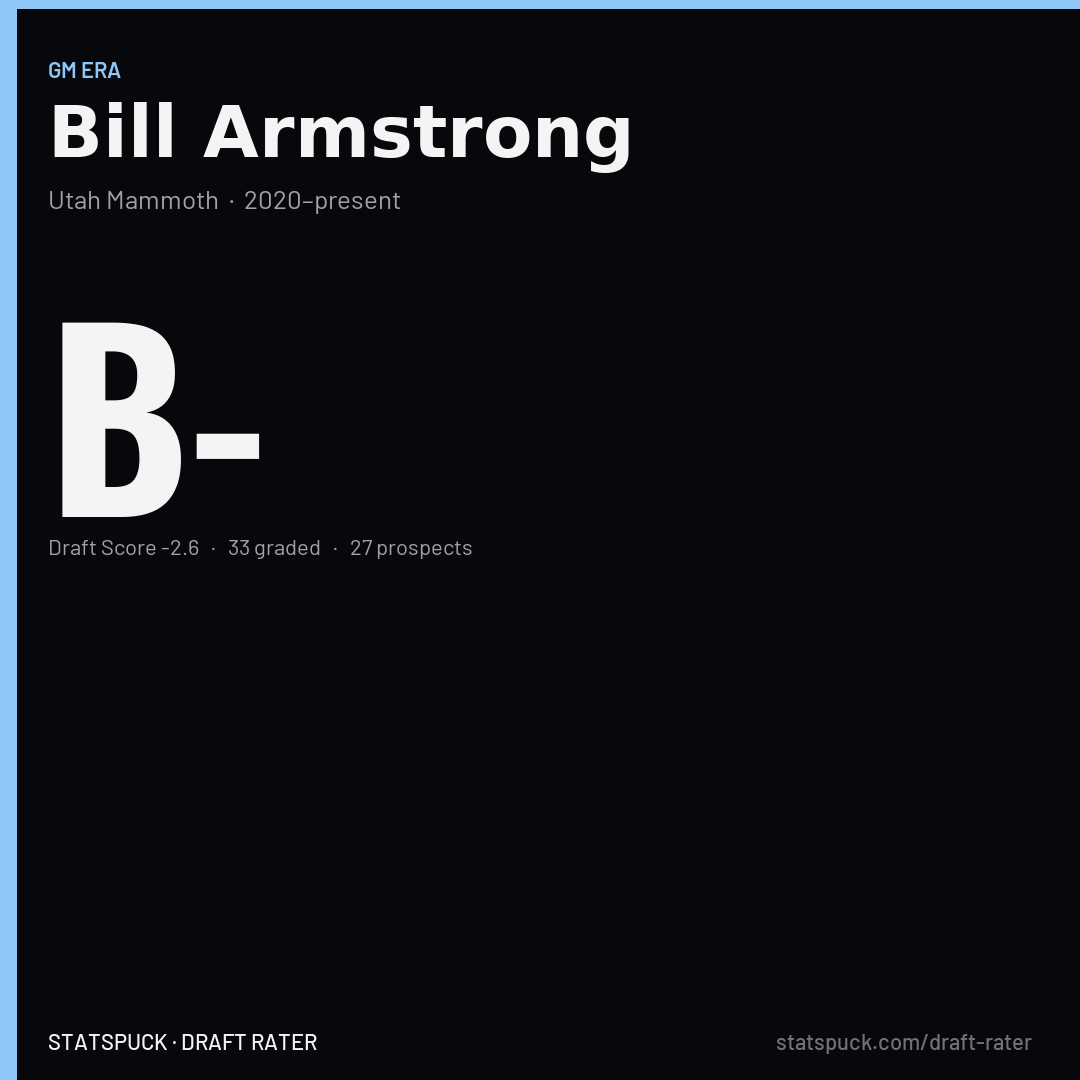 GM ERA
Bill Armstrong
Utah Mammoth · 2020–present
B-
Draft Score -2.6 · 33 graded · 27 prospects
STATSPUCK · DRAFT RATER
statspuck.com/draft-rater